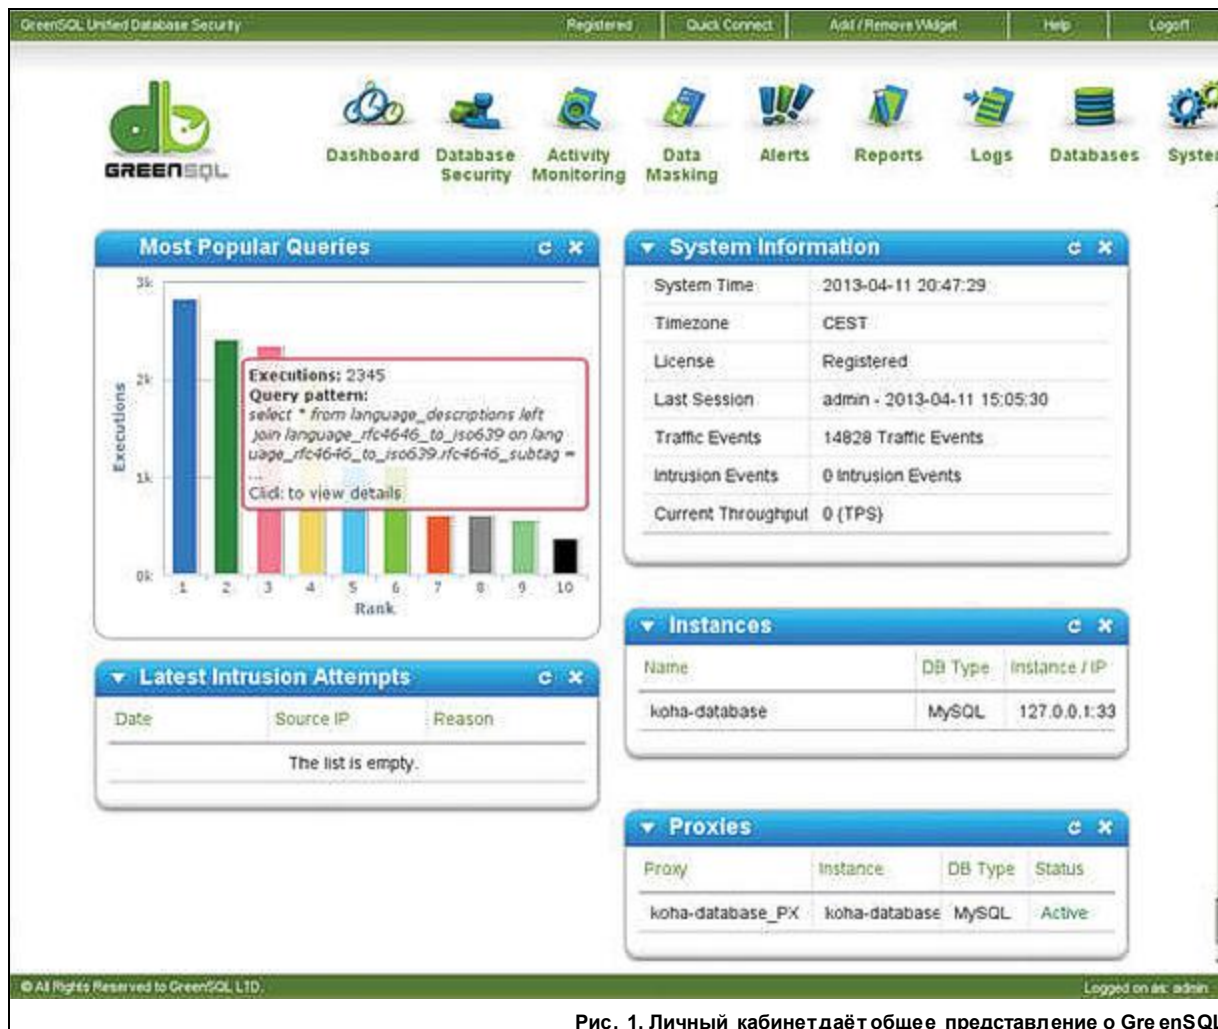 GreenSQL Unified Database Security
Registered
Quick Connect
Add / Remove Widget
Help
Logoff
db
GREENSQL
Dashboard
Database Security
Activity Monitoring
Data Masking
Alerts
Reports
Logs
Databases
System
Most Popular Queries
3k
2k
1k
0k
Executions
Executions: 2345
Query pattern:
select * from language_descriptions left
join language_rfc4646_to_iso639 on lang
uage_rfc4646_to_iso639.rfc4646_subtag =
...
Click to view details
1 2 3 4 5 6 7 8 9 10
Rank
Latest Intrusion Attempts
Date Source IP Reason
The list is empty.
System Information
System Time 2013-04-11 20:47:29
Timezone CEST
License Registered
Last Session admin - 2013-04-11 15:05:30
Traffic Events 14828 Traffic Events
Intrusion Events 0 Intrusion Events
Current Throughput 0 (TPS)
Instances
Name DB Type Instance / IP
koha-database MySQL 127.0.0.1:33
Proxies
Proxy Instance DB Type Status
koha-database_PX koha-database MySQL Active
© All Rights Reserved to GreenSQL LTD.
Logged on as: admin
Рис. 1. Личный кабинет даёт общее представление о GreenSQL